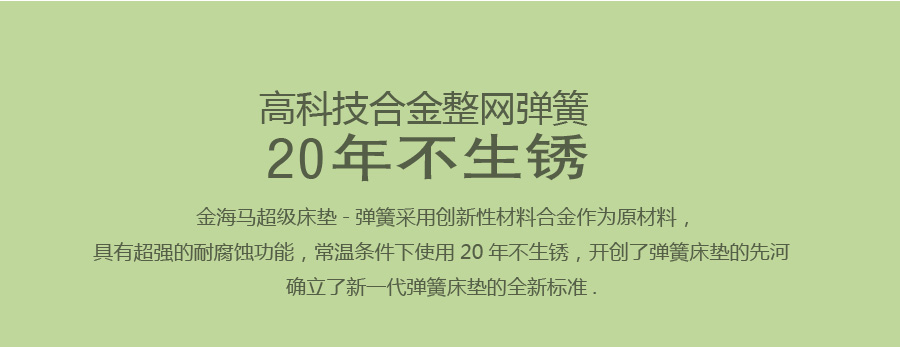 高科技合金整网弹簧
20年不生锈
金海马超级床垫 - 弹簧采用创新性材料合金作为原材料，
具有超强的耐腐蚀功能，常温条件下使用 20 年不生锈，开创了弹簧床垫的先河
确立了新一代弹簧床垫的全新标准 .